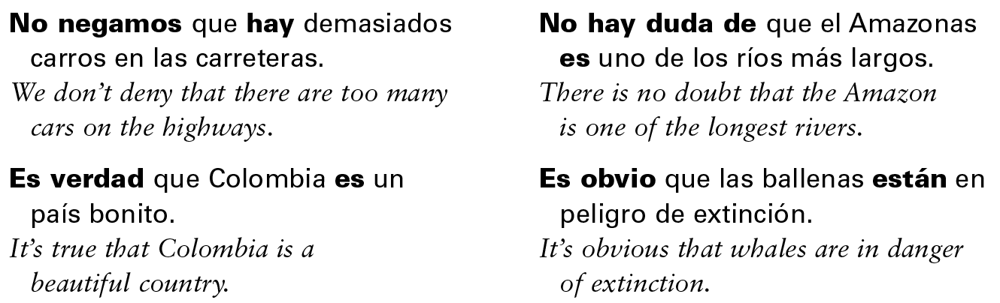 No negamos que hay demasiados
carros en las carreteras.
We don't deny that there are too many
cars on the highways.
Es verdad que Colombia es un
país bonito.
It's true that Colombia is a
beautiful country.
No hay duda de que el Amazonas
es uno de los ríos más largos.
There is no doubt that the Amazon
is one of the longest rivers.
Es obvio que las ballenas están en
peligro de extinción.
It's obvious that whales are in danger
of extinction.